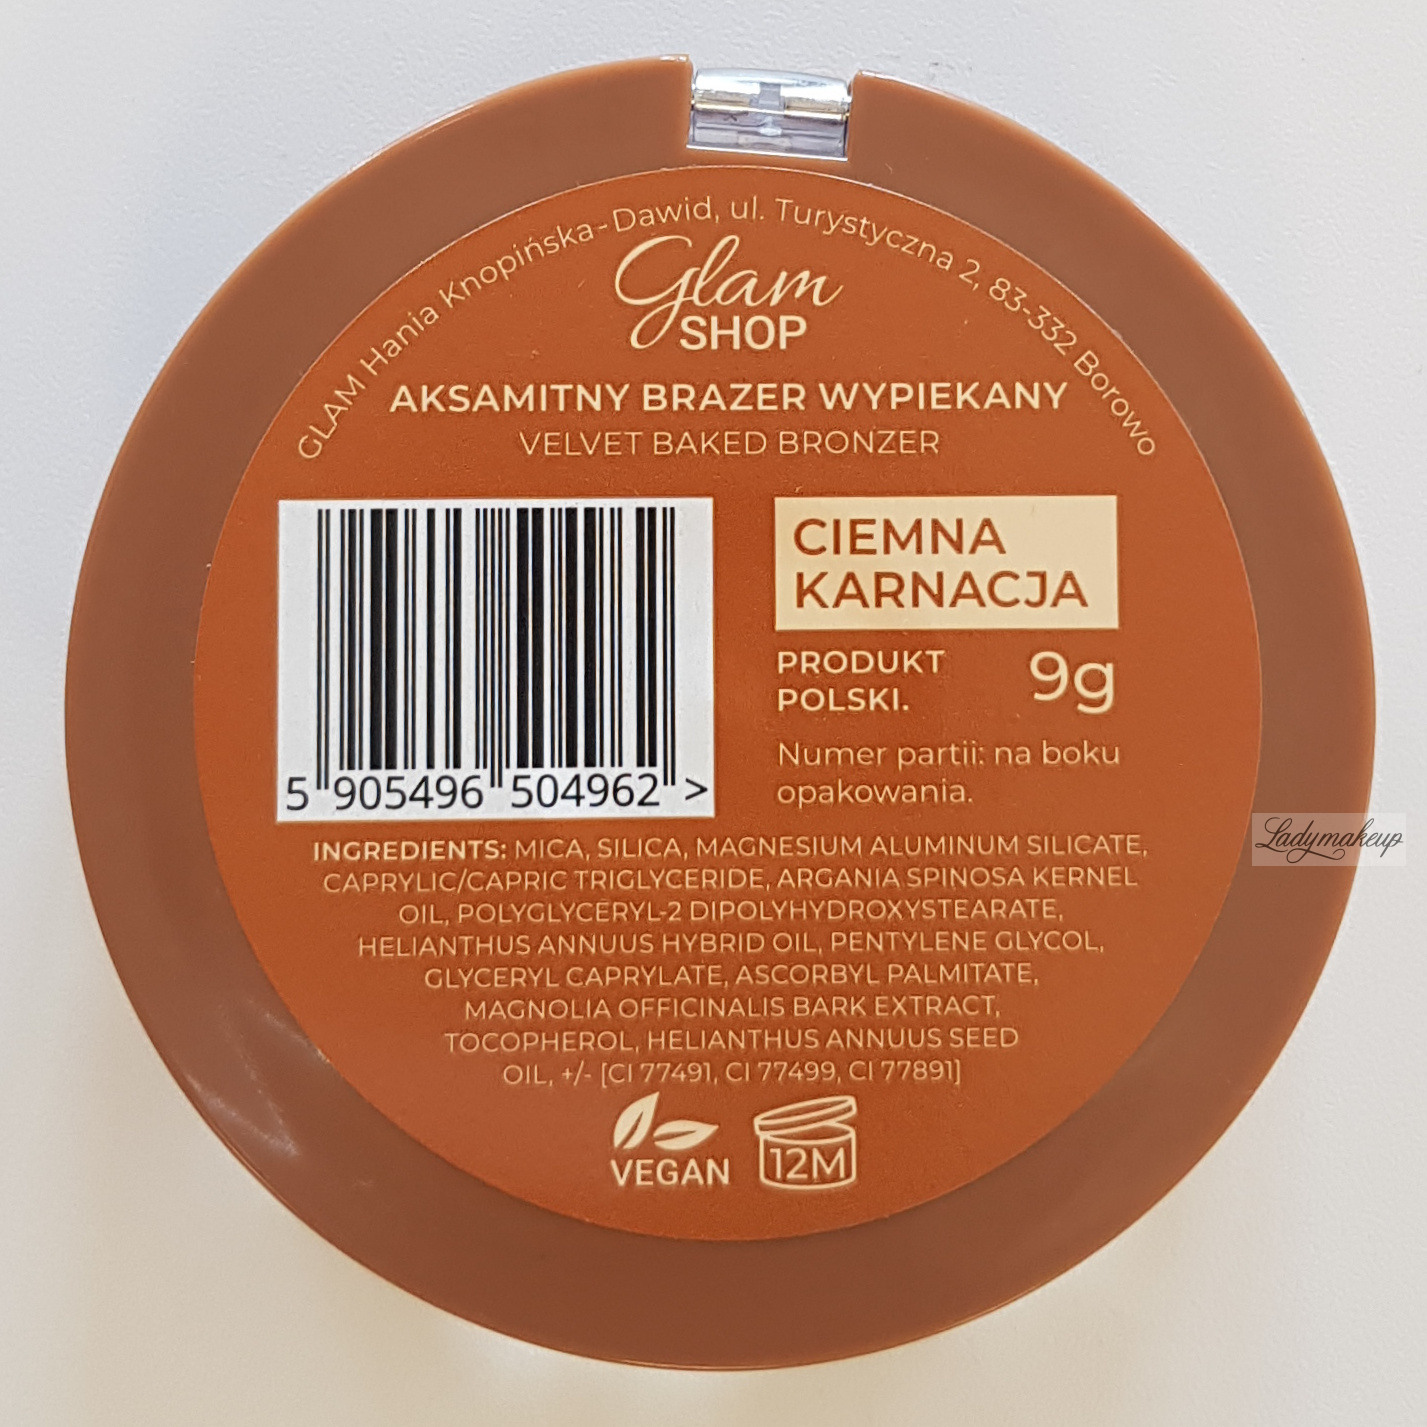 GLAM Hania Knopińska-Dawid, ul. Turystyczna 2, 83-332 Borowo
Glam
SHOP
AKSAMITNY BRAZER WYPIEKANY
VELVET BAKED BRONZER
5 905496 504962 >
CIEMNA
KARNACJA
PRODUKT
POLSKI.
9g
Numer partii: na boku
opakowania.
INGREDIENTS: MICA, SILICA, MAGNESIUM ALUMINUM SILICATE,
CAPRYLIC/CAPRIC TRIGLYCERIDE, ARGANIA SPINOSA KERNEL
OIL, POLYGLYCERYL-2 DIPOLYHYDROXYSTEARATE,
HELIANTHUS ANNUUS HYBRID OIL, PENTYLENE GLYCOL,
GLYCERYL CAPRYLATE, ASCORBYL PALMITATE,
MAGNOLIA OFFICINALIS BARK EXTRACT,
TOCOPHEROL, HELIANTHUS ANNUUS SEED
OIL, +/- [CI 77491, CI 77499, CI 77891]
VEGAN
12M
Ladymakeup